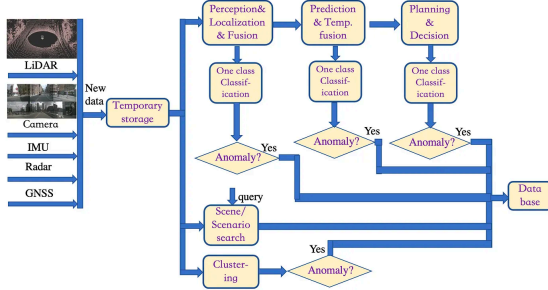 LiDAR
Camera
IMU
Radar
GNSS
New
data
Temporary
storage
Perception&
Localization
& Fusion
Prediction
& Temp.
fusion
Planning
&
Decision
One class
Classif-
ication
One class
Classif-
ication
One class
Classif-
ication
Anomaly?
Yes
Anomaly?
Yes
Anomaly?
Yes
query
Scene/
Scenario
search
Data
base
Cluster-
ing
Anomaly?
Yes